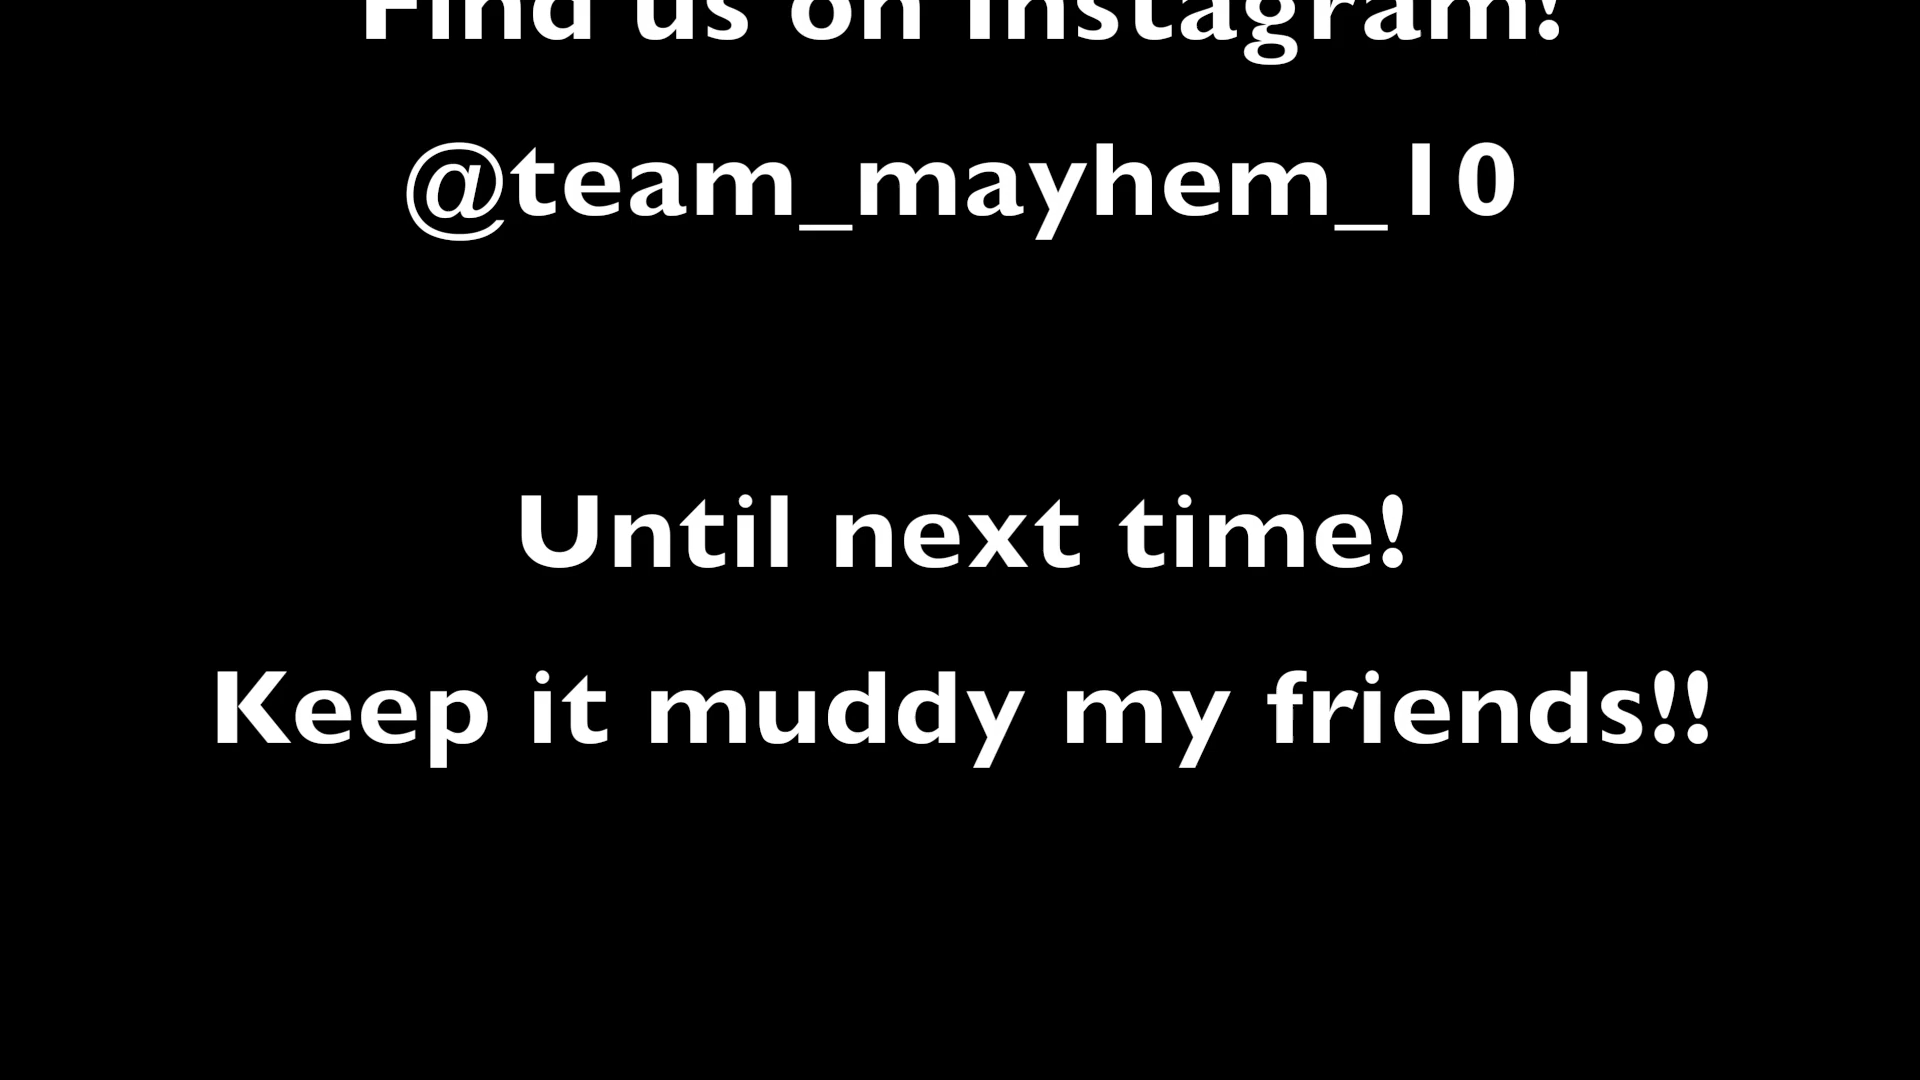 Find us on Instagram!
@team_mayhem_10
Until next time!
Keep it muddy my friends!!